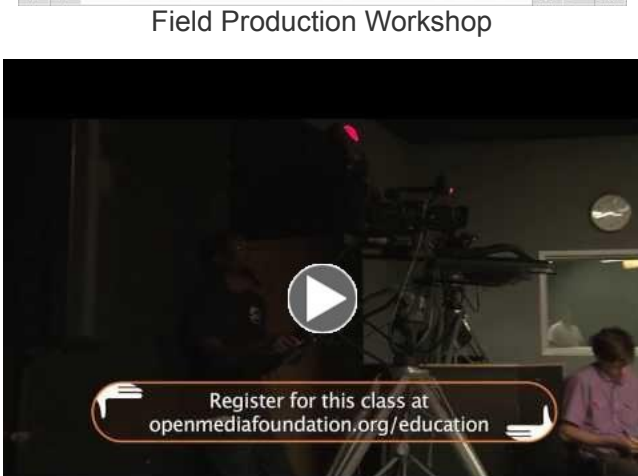 Field Production Workshop
Register for this class at
openmediafoundation.org/education